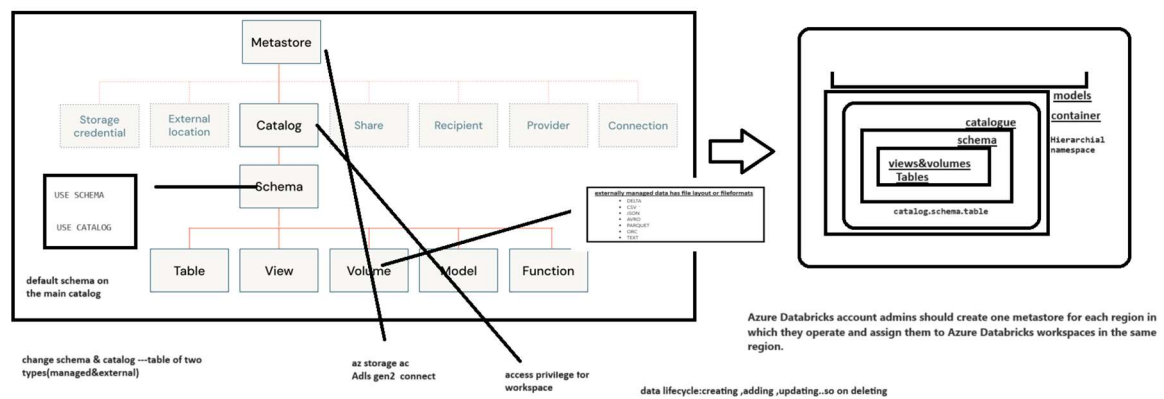 Metastore
Storage
credential
External
location
Catalog
Share
Recipient
Provider
Connection
Schema
USE SCHEMA
USE CATALOG
Table
View
Volume
Model
Function
default schema on
the main catalog
externally managed data has file layout or fileformats
DELTA
CSV
JSON
AVRO
PARQUET
ORC
TEXT
change schema & catalog ---table of two
types(managed&external)
az storage ac
Adls gen2 connect
access privilege for
workspace
models
container
Hierarchial
namespace
catalogue
schema
views&volumes
Tables
catalog.schema.table
Azure Databricks account admins should create one metastore for each region in
which they operate and assign them to Azure Databricks workspaces in the same
region.
data lifecycle:creating ,adding ,updating..so on deleting